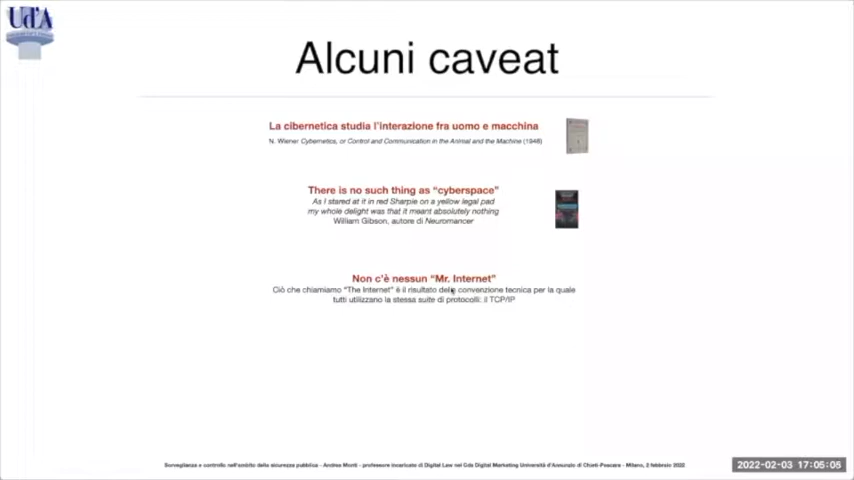 Ud'A
Alcuni caveat
La cibernetica studia l'interazione fra uomo e macchina
N. Wiener Cybernetics, or Control and Communication in the Animal and the Machine (1948)
There is no such thing as “cyberspace”
As I stared at it in red Sharpie on a yellow legal pad
my whole delight was that it meant absolutely nothing
William Gibson, autore di Neuromancer
Non c'è nessun “Mr. Internet”
Ciò che chiamiamo “The Internet” è il risultato della convenzione tecnica per la quale
tutti utilizzano la stessa suite di protocolli: il TCP/IP
Sorveglianza e controllo nell'ambito della sicurezza pubblica - Andrea Monti - professore incaricato di Digital Law nel Cds Digital Marketing Università d'Annunzio di Chieti-Pescara - Milano, 2 febbraio 2022
2022-02-03 17:05:05